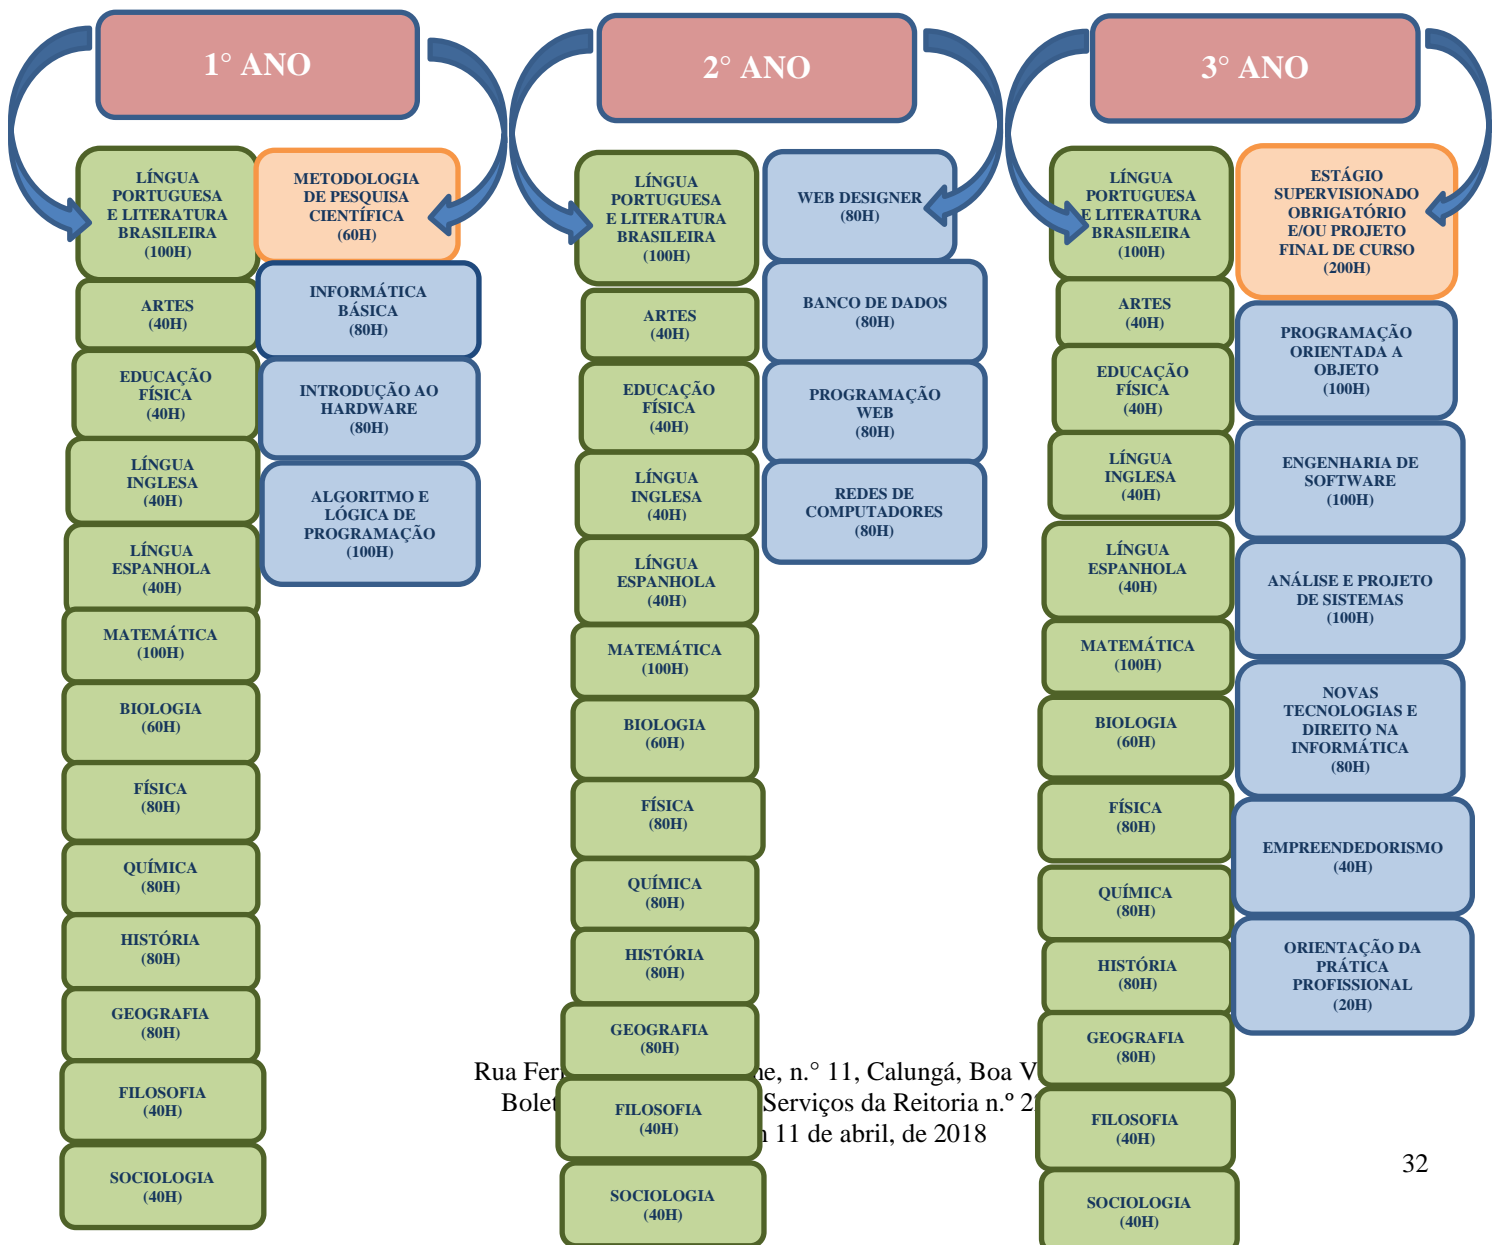 1° ANO
LÍNGUA
PORTUGUESA
E LITERATURA
BRASILEIRA
(100H)
ARTES
(40H)
EDUCAÇÃO
FÍSICA
(40H)
LÍNGUA
INGLESA
(40H)
LÍNGUA
ESPANHOLA
(40H)
MATEMÁTICA
(100H)
BIOLOGIA
(60H)
FÍSICA
(80H)
QUÍMICA
(80H)
HISTÓRIA
(80H)
GEOGRAFIA
(80H)
FILOSOFIA
(40H)
SOCIOLOGIA
(40H)
METODOLOGIA
DE PESQUISA
CIENTÍFICA
(60H)
INFORMÁTICA
BÁSICA
(80H)
INTRODUÇÃO AO
HARDWARE
(80H)
ALGORITMO E
LÓGICA DE
PROGRAMAÇÃO
(100H)
2° ANO
LÍNGUA
PORTUGUESA
E LITERATURA
BRASILEIRA
(100H)
ARTES
(40H)
EDUCAÇÃO
FÍSICA
(40H)
LÍNGUA
INGLESA
(40H)
LÍNGUA
ESPANHOLA
(40H)
MATEMÁTICA
(100H)
BIOLOGIA
(60H)
FÍSICA
(80H)
QUÍMICA
(80H)
HISTÓRIA
(80H)
GEOGRAFIA
(80H)
FILOSOFIA
(40H)
SOCIOLOGIA
(40H)
WEB DESIGNER
(80H)
BANCO DE DADOS
(80H)
PROGRAMAÇÃO
WEB
(80H)
REDES DE
COMPUTADORES
(80H)
3° ANO
LÍNGUA
PORTUGUESA
E LITERATURA
BRASILEIRA
(100H)
ARTES
(40H)
EDUCAÇÃO
FÍSICA
(40H)
LÍNGUA
INGLESA
(40H)
LÍNGUA
ESPANHOLA
(40H)
MATEMÁTICA
(100H)
BIOLOGIA
(60H)
FÍSICA
(80H)
QUÍMICA
(80H)
HISTÓRIA
(80H)
GEOGRAFIA
(80H)
FILOSOFIA
(40H)
SOCIOLOGIA
(40H)
ESTÁGIO
SUPERVISIONADO
OBRIGATÓRIO
E/OU PROJETO
FINAL DE CURSO
(200H)
PROGRAMAÇÃO
ORIENTADA A
OBJETO
(100H)
ENGENHARIA DE
SOFTWARE
(100H)
ANÁLISE E PROJETO
DE SISTEMAS
(100H)
NOVAS
TECNOLOGIAS E
DIREITO NA
INFORMÁTICA
(80H)
EMPREENDEDORISMO
(40H)
ORIENTAÇÃO DA
PRÁTICA
PROFISSIONAL
(20H)
Rua n.° 11, Calungá, Boa
Serviços da Reitoria n.º
11 de abril, de 2018
32